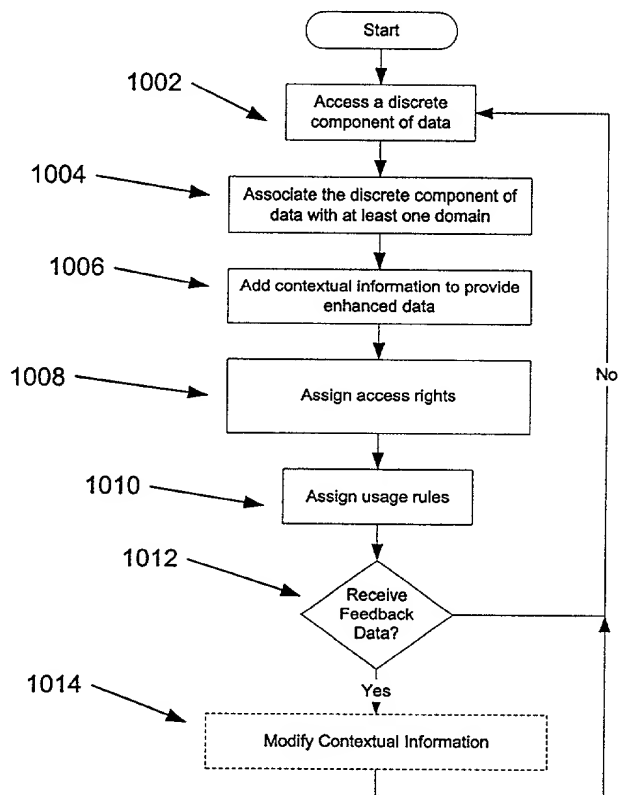 Start
1002
Access a discrete
component of data
1004
Associate the discrete component of
data with at least one domain
1006
Add contextual information to provide
enhanced data
1008
Assign access rights
No
1010
Assign usage rules
1012
Receive
Feedback
Data?
Yes
1014
Modify Contextual Information